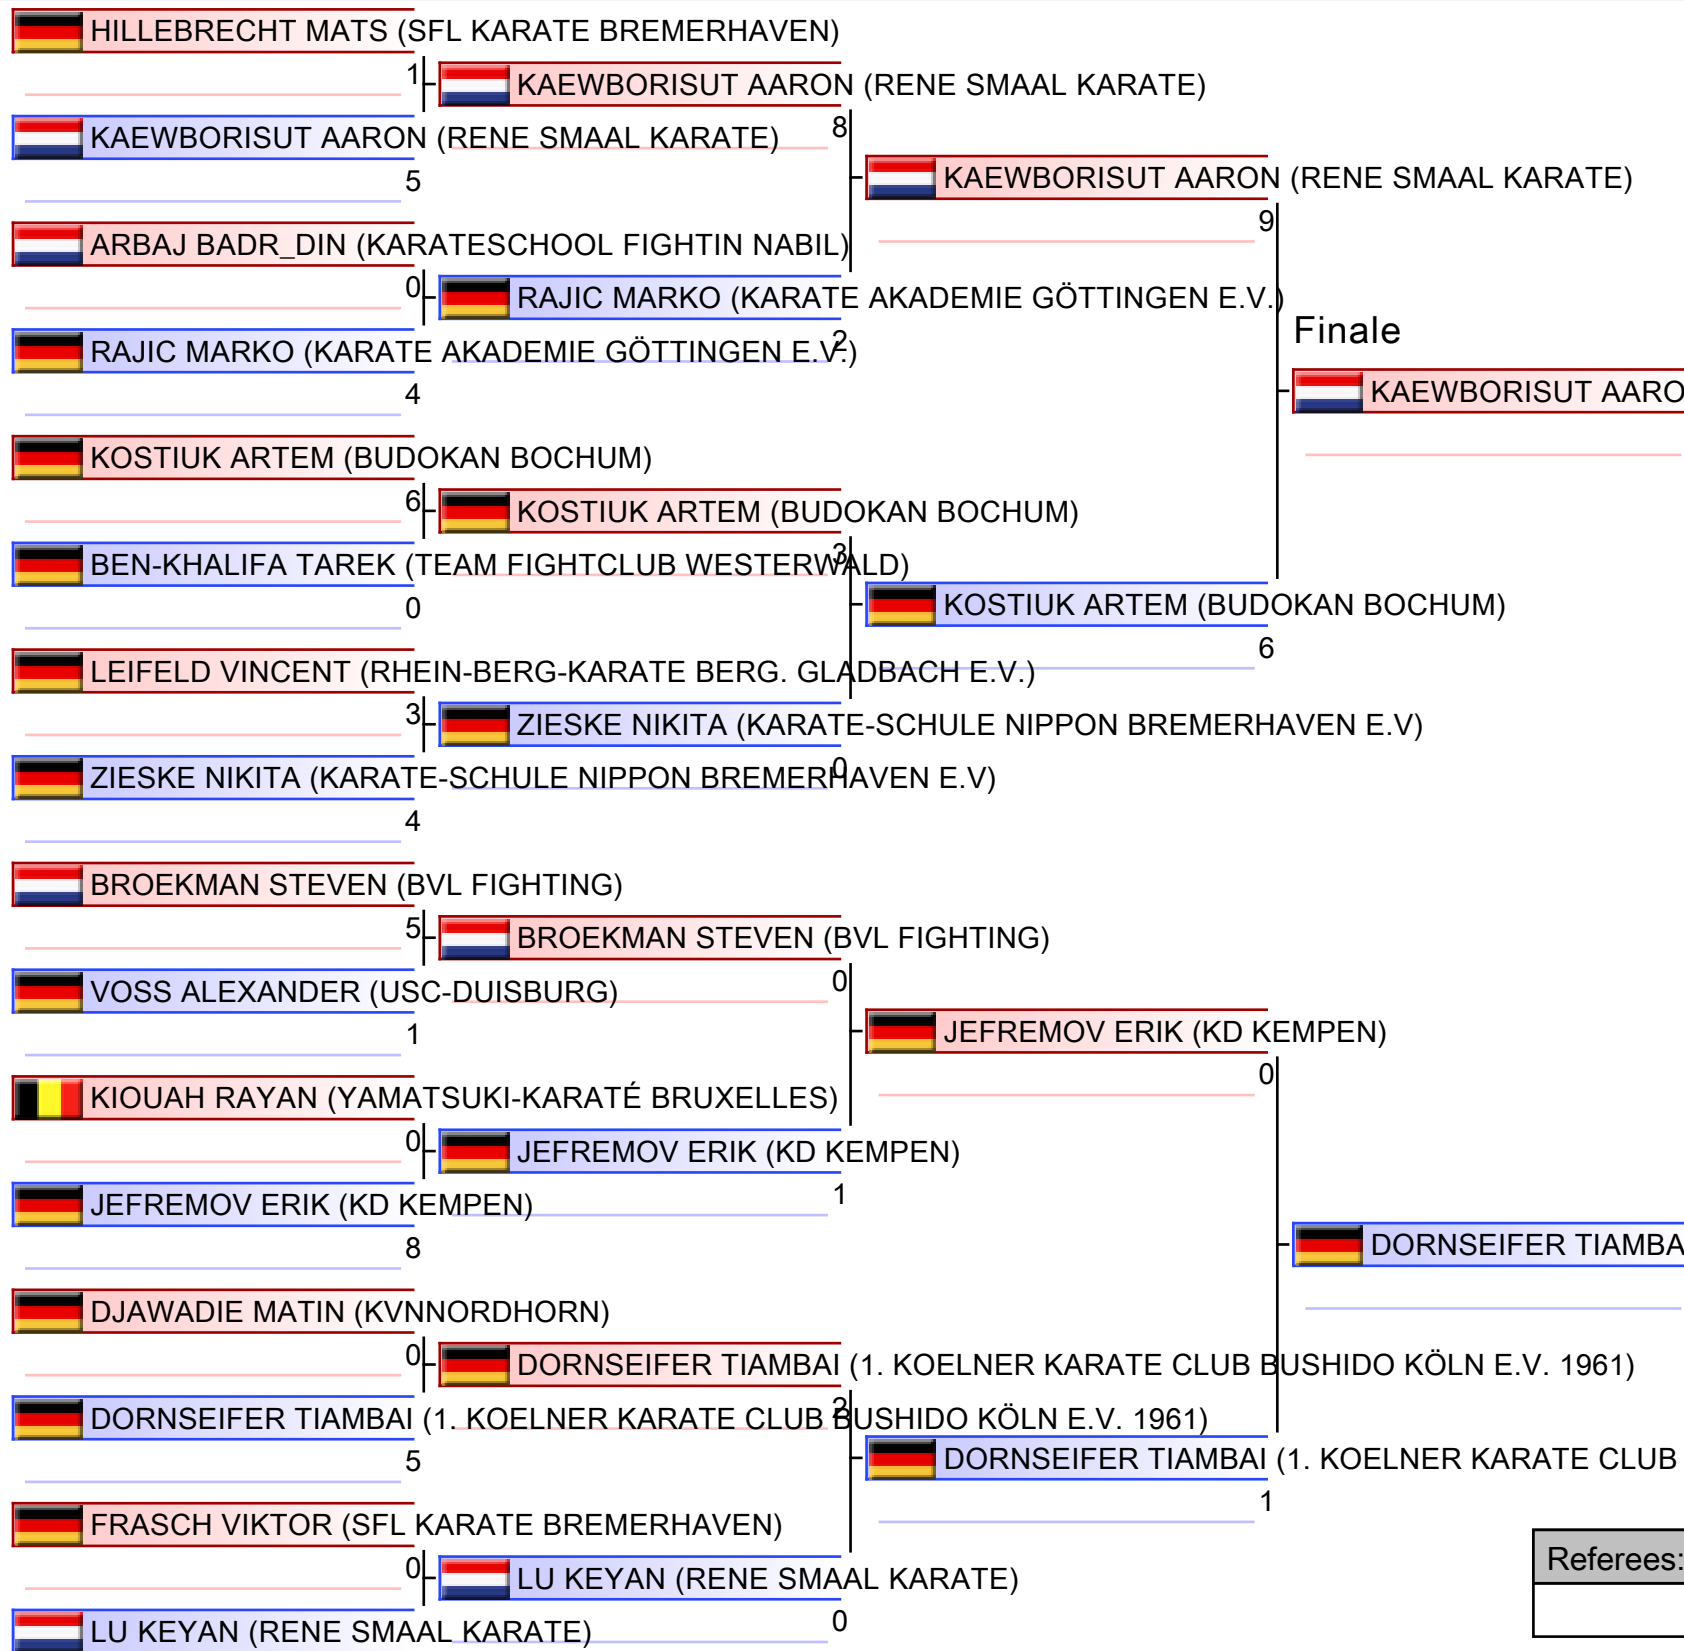 HILLEBRECHT MATS (SFL KARATE BREMERHAVEN)
1
KAEWBORISUT AARON (RENE SMAAL KARATE)
KAEWBORISUT AARON (RENE SMAAL KARATE)
8
5
KAEWBORISUT AARON (RENE SMAAL KARATE)
9
ARBAJ BADR_DIN (KARATESCHOOL FIGHTIN NABIL)
0
RAJIC MARKO (KARATE AKADEMIE GÖTTINGEN E.V.)
Finale
RAJIC MARKO (KARATE AKADEMIE GÖTTINGEN E.V.)
2
4
KAEWBORISUT AARO
KOSTIUK ARTEM (BUDOKAN BOCHUM)
6
KOSTIUK ARTEM (BUDOKAN BOCHUM)
3
BEN-KHALIFA TAREK (TEAM FIGHTCLUB WESTERWALD)
0
KOSTIUK ARTEM (BUDOKAN BOCHUM)
6
LEIFELD VINCENT (RHEIN-BERG-KARATE BERG. GLADBACH E.V.)
3
ZIESKE NIKITA (KARATE-SCHULE NIPPON BREMERHAVEN E.V)
0
ZIESKE NIKITA (KARATE-SCHULE NIPPON BREMERHAVEN E.V)
4
BROEKMAN STEVEN (BVL FIGHTING)
5
BROEKMAN STEVEN (BVL FIGHTING)
0
VOSS ALEXANDER (USC-DUISBURG)
1
JEFREMOV ERIK (KD KEMPEN)
0
KIOUAH RAYAN (YAMATSUKI-KARATÉ BRUXELLES)
0
JEFREMOV ERIK (KD KEMPEN)
1
JEFREMOV ERIK (KD KEMPEN)
8
DORNSEIFER TIAMBA
DJAWADIE MATIN (KVNNORDHORN)
0
DORNSEIFER TIAMBAI (1. KOELNER KARATE CLUB BUSHIDO KÖLN E.V. 1961)
2
DORNSEIFER TIAMBAI (1. KOELNER KARATE CLUB BUSHIDO KÖLN E.V. 1961)
5
DORNSEIFER TIAMBAI (1. KOELNER KARATE CLUB
1
FRASCH VIKTOR (SFL KARATE BREMERHAVEN)
0
LU KEYAN (RENE SMAAL KARATE)
0
Referees:
LU KEYAN (RENE SMAAL KARATE)